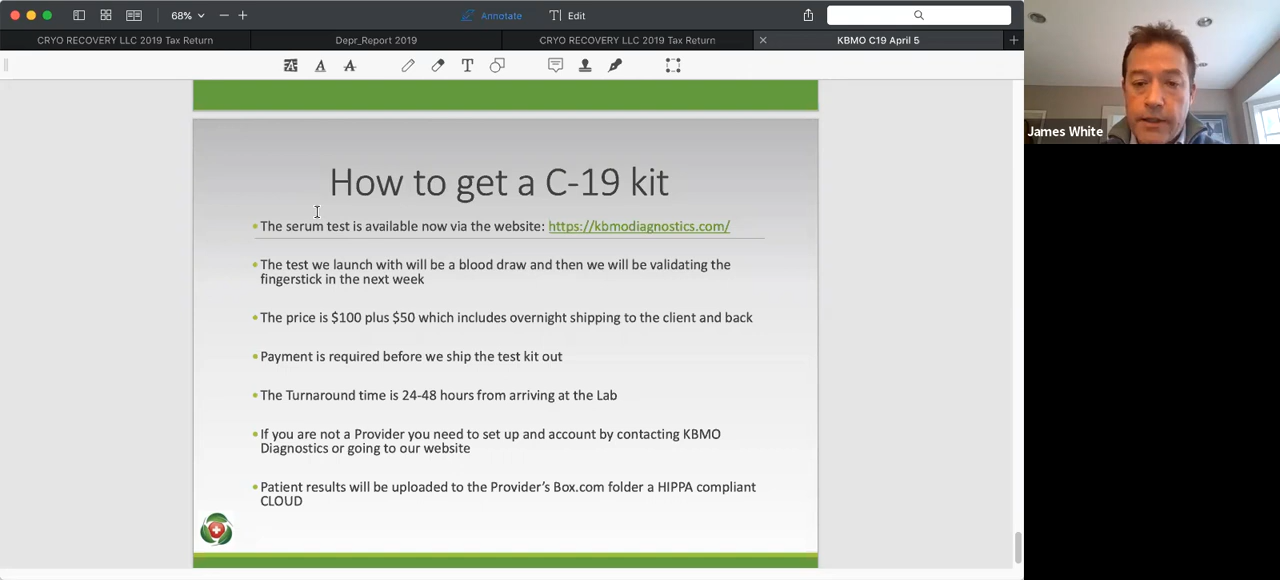 68%
Annotate
Edit
CRYO RECOVERY LLC 2019 Tax Return
Depr_Report 2019
CRYO RECOVERY LLC 2019 Tax Return
KBMO C19 April 5
James White
How to get a C-19 kit
The serum test is available now via the website: https://kbmodiagnostics.com/
The test we launch with will be a blood draw and then we will be validating the
fingerstick in the next week
The price is $100 plus $50 which includes overnight shipping to the client and back
Payment is required before we ship the test kit out
The Turnaround time is 24-48 hours from arriving at the Lab
If you are not a Provider you need to set up and account by contacting KBMO
Diagnostics or going to our website
Patient results will be uploaded to the Provider's Box.com folder a HIPPA compliant
CLOUD